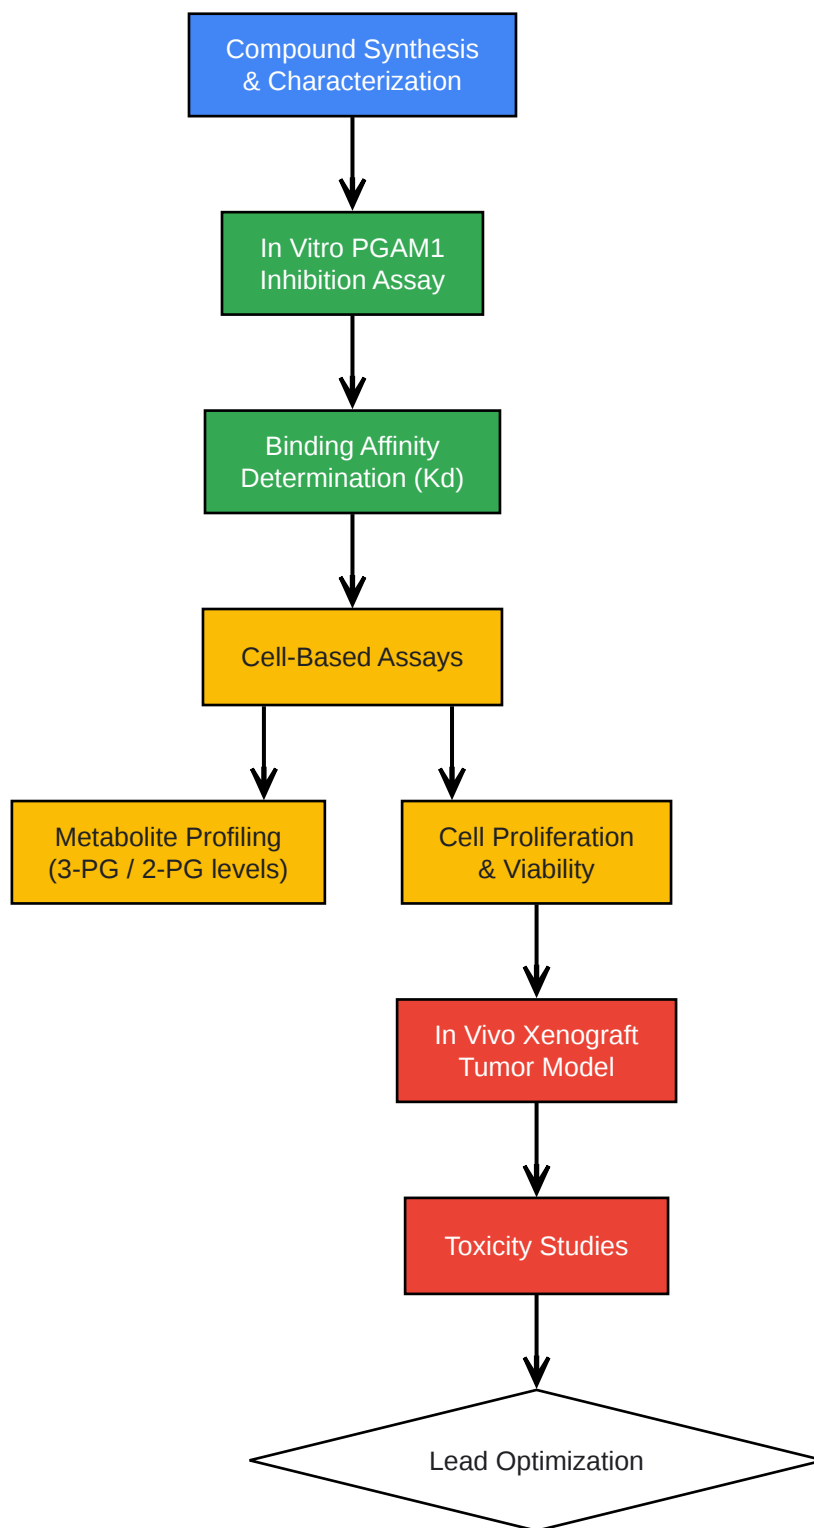 Compound Synthesis
& Characterization
In Vitro PGAM1
Inhibition Assay
Binding Affinity
Determination (Kd)
Cell-Based Assays
Metabolite Profiling
(3-PG / 2-PG levels)
Cell Proliferation
& Viability
In Vivo Xenograft
Tumor Model
Toxicity Studies
Lead Optimization